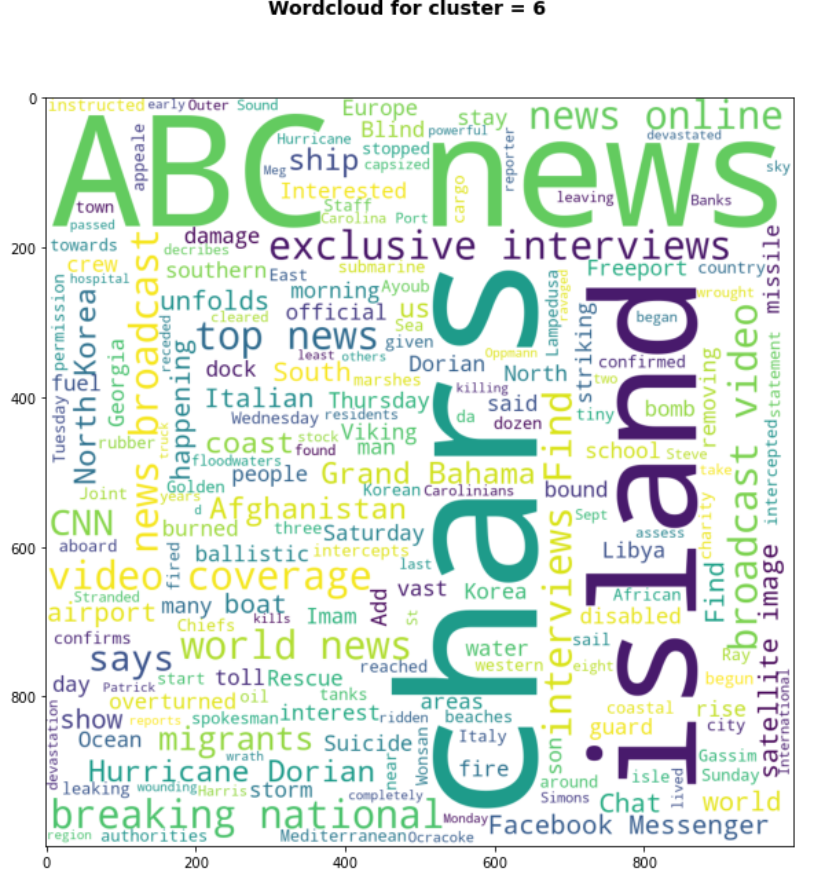 Wordcloud for cluster = 6
0
200
400
600
800
0 200 400 600 800
instructed early Outer Sound Europe stay news online
ABC news
appeale Hurricane Blind powerful devastated
Meg ship stopped capsized reporter sky
Interested cargo leaving Banks
town Staff Carolina Port
passed damage exclusive interviews missile
towards decribes
crew southern East submarine Freeport country
hospital permission news broadcast morning Ayoub Lampedusa ravaged wrought
unfolds official us chars island
cleared Sea began
North Korea receded top news given striking
least others Oppmann confirmed
Georgia happening dock South Dorian North
fuel marshes killing two removing broadcast video statement
Italian Thursday said tiny bomb
Tuesday Wednesday residents da dozen
rubber truck coast stock Viking school Steve
found man
floodwaters people Grand Bahama interviews Find take intercepted
Joint Golden Korean Carolinians bound
years d Afghanistan Sept charity
CNN burned three Saturday assess
aboard ballistic intercepts Libya
fired last
video coverage vast Korea African Find satellite image
Stranded
airport many boat Imam Add St disabled
Chiefs kills
confirms world news water sail
says reached western eight Ray
day Patrick start toll Rescue begun
overturned oil tanks areas
show reports spokesman interest ridden beaches coastal rise
guard city
devastation Ocean migrants Suicide Italy International
wrath near Wonsan son Gassim
Hurricane Dorian fire isle Sunday
leaking wounding Harris storm around lived
completely Simons Chat world
breaking national Monday Facebook Messenger
region authorities Mediterranean Ocracoke